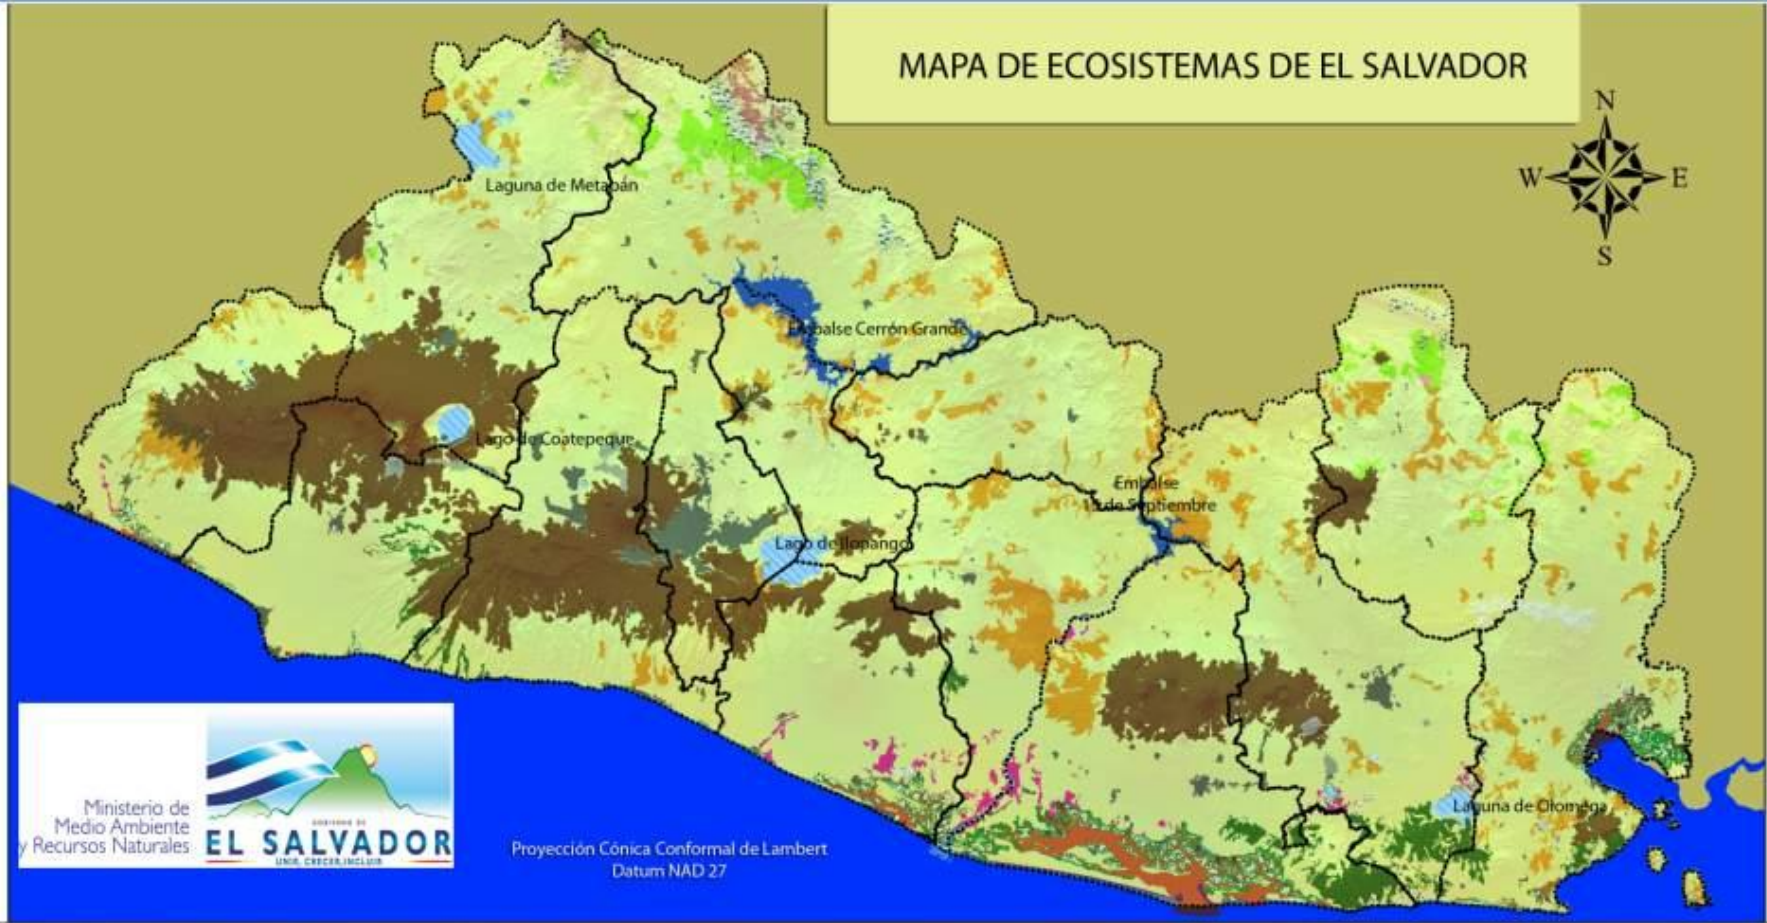 MAPA DE ECOSISTEMAS DE EL SALVADOR
N
W
E
S
Laguna de Metapán
Embalse Cerrón Grande
Lago de Coatepeque
Embalse
15 de Septiembre
Lago de Ilopango
Laguna de Olomega
Ministerio de
Medio Ambiente
y Recursos Naturales
GOBIERNO DE
EL SALVADOR
UNIR, CRECER, INCLUIR
Proyección Cónica Conformal de Lambert
Datum NAD 27